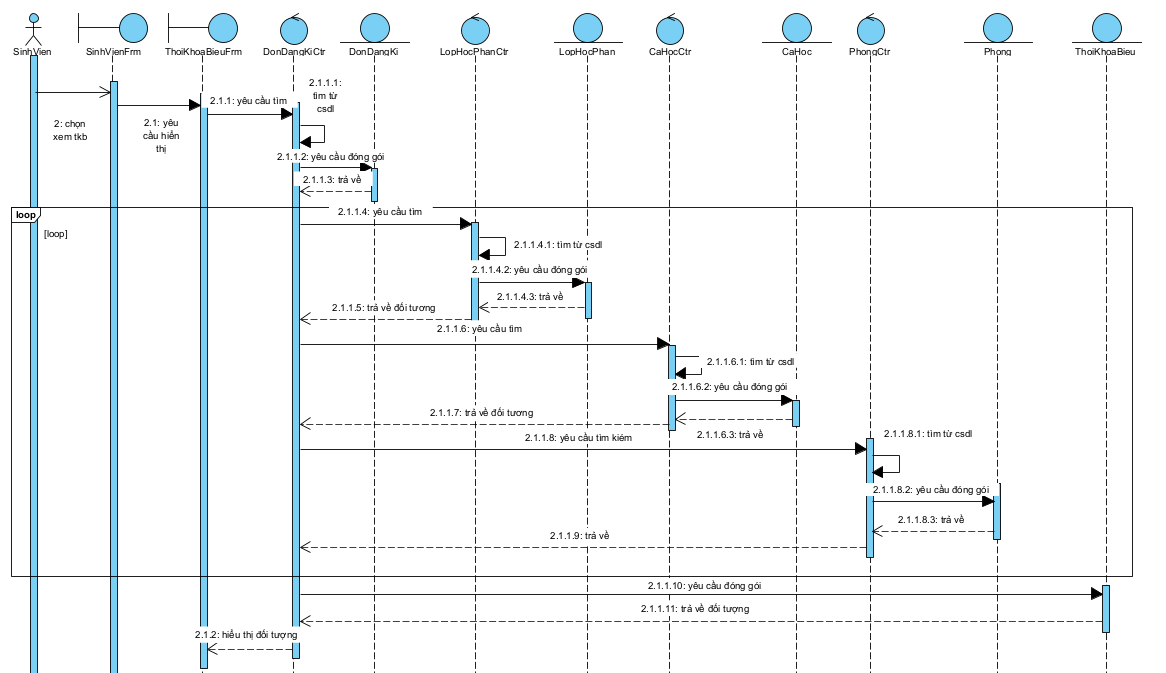 SinhVien
SinhVienFrm
ThoiKhoaBieuFrm
DonDangKiCtr
DonDangKi
LopHocPhanCtr
LopHocPhan
CaHocCtr
CaHoc
PhongCtr
Phong
ThoiKhoaBieu
2: chọn
xem tkb
2.1: yêu
cầu hiển
thị
2.1.1: yêu cầu tìm
2.1.1.1:
tìm từ
csdl
2.1.1.2: yêu cầu đóng gói
2.1.1.3: trả về
loop
[loop]
2.1.1.4: yêu cầu tìm
2.1.1.4.1: tìm từ csdl
2.1.1.4.2: yêu cầu đóng gói
2.1.1.4.3: trả về
2.1.1.5: trả về đối tương
2.1.1.6: yêu cầu tìm
2.1.1.6.1: tìm từ csdl
2.1.1.6.2: yêu cầu đóng gói
2.1.1.7: trả về đối tương
2.1.1.6.3: trả về
2.1.1.8: yêu cầu tìm kiém
2.1.1.8.1: tìm từ csdl
2.1.1.8.2: yêu cầu đóng gói
2.1.1.8.3: trả về
2.1.1.9: trả về
2.1.1.10: yêu cầu đóng gói
2.1.1.11: trả về đối tượng
2.1.2: hiểu thị đối tượng